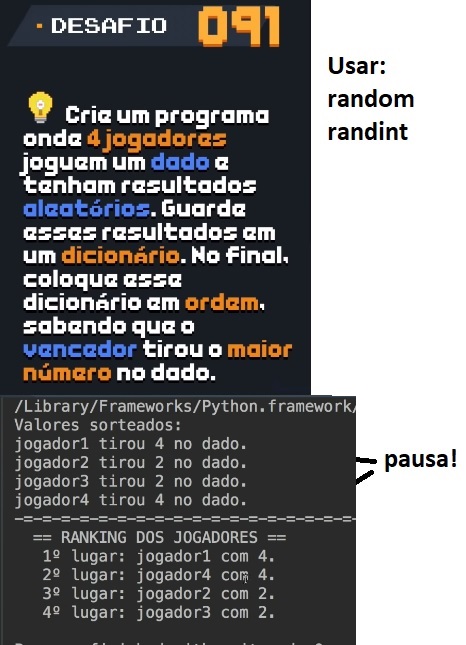 DESAFIO 091
Crie um programa
onde 4 jogadores
joguem um dado e
tenham resultados
aleatórios. Guarde
esses resultados em
um dicionário. No final,
coloque esse
dicionário em ordem,
sabendo que o
vencedor tirou o maior
número no dado.
Usar:
random
randint
/Library/Frameworks/Python.framework/
Valores sorteados:
jogador1 tirou 4 no dado.
jogador2 tirou 2 no dado.
jogador3 tirou 2 no dado.
jogador4 tirou 4 no dado.
-=-=-=-=-=-=-=-=-=-=-=-=-=-=-=-
== RANKING DOS JOGADORES ==
1º lugar: jogador1 com 4.
2º lugar: jogador4 com 4.
3º lugar: jogador2 com 2.
4º lugar: jogador3 com 2.
pausa!